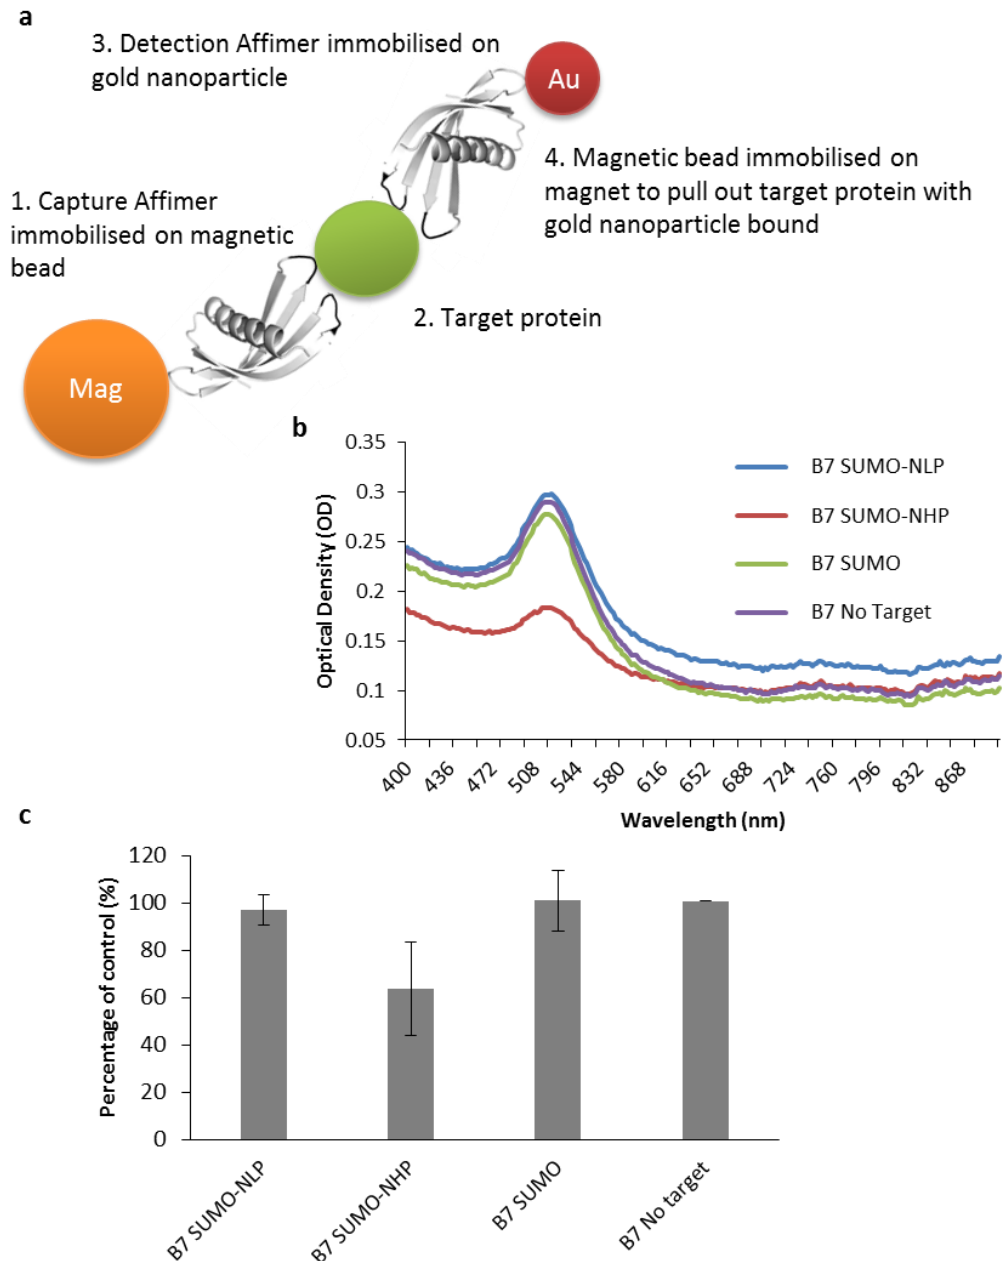 a
3. Detection Affimer immobilised on
gold nanoparticle
Au
4. Magnetic bead immobilised on
magnet to pull out target protein with
gold nanoparticle bound
1. Capture Affimer
immobilised on magnetic
bead
2. Target protein
Mag
b
0.35
0.3
0.25
0.2
0.15
0.1
0.05
Optical Density (OD)
B7 SUMO-NLP
B7 SUMO-NHP
B7 SUMO
B7 No Target
400
436
472
508
544
580
616
652
688
724
760
796
832
868
Wavelength (nm)
c
120
100
80
60
40
20
0
Percentage of control (%)
B7 SUMO-NLP
B7 SUMO-NHP
B7 SUMO
B7 No target